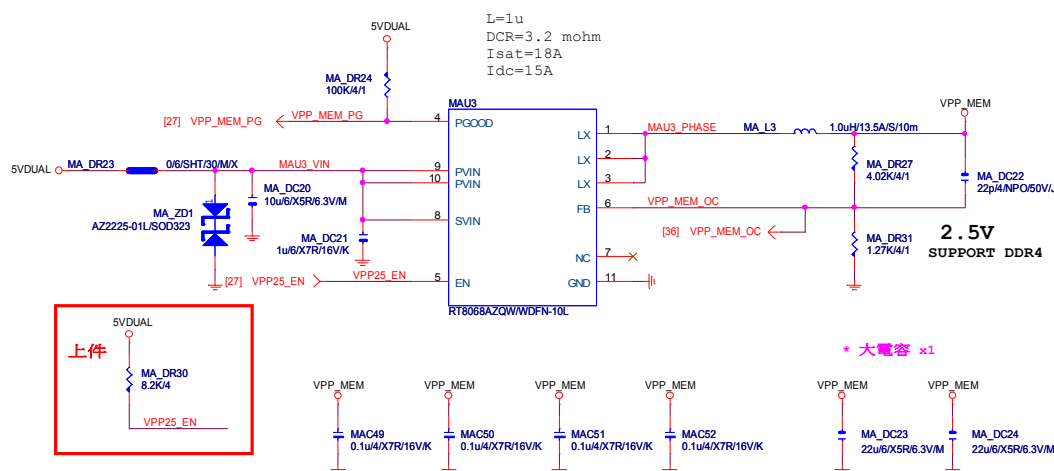 L=1u
DCR=3.2 mohm
Isat=18A
Idc=15A
5VDUAL
MA_DR24
100K/4/1
MAU3
[27] VPP_MEM_PG
VPP_MEM_PG
4
PGOOD
LX
1
MAU3_PHASE
MA_L3
1.0uH/13.5A/S/10m
VPP_MEM
5VDUAL
MA_DR23
0/6/SHT/30/M/X
MAU3_VIN
9
PVIN
10
PVIN
LX
2
LX
3
MA_DR27
4.02K/4/1
MA_DC22
22p/4/NPO/50V/J
MA_DC20
10u/6/X5R/6.3V/M
1
MA_ZD1
AZ2225-01L/SOD323
8
SVIN
FB
6
VPP_MEM_OC
[36] VPP_MEM_OC
MA_DC21
1u/6/X7R/16V/K
MA_DR31
1.27K/4/1
2.5V
SUPPORT DDR4
NC
7
[27] VPP25_EN
VPP25_EN
5
EN
GND
11
RT8068AZQW/WDFN-10L
5VDUAL
上件
MA_DR30
8.2K/4
VPP25_EN
* 大電容 x1
VPP_MEM
VPP_MEM
VPP_MEM
VPP_MEM
VPP_MEM
VPP_MEM
MAC49
0.1u/4/X7R/16V/K
MAC50
0.1u/4/X7R/16V/K
MAC51
0.1u/4/X7R/16V/K
MAC52
0.1u/4/X7R/16V/K
MA_DC23
22u/6/X5R/6.3V/M
MA_DC24
22u/6/X5R/6.3V/M